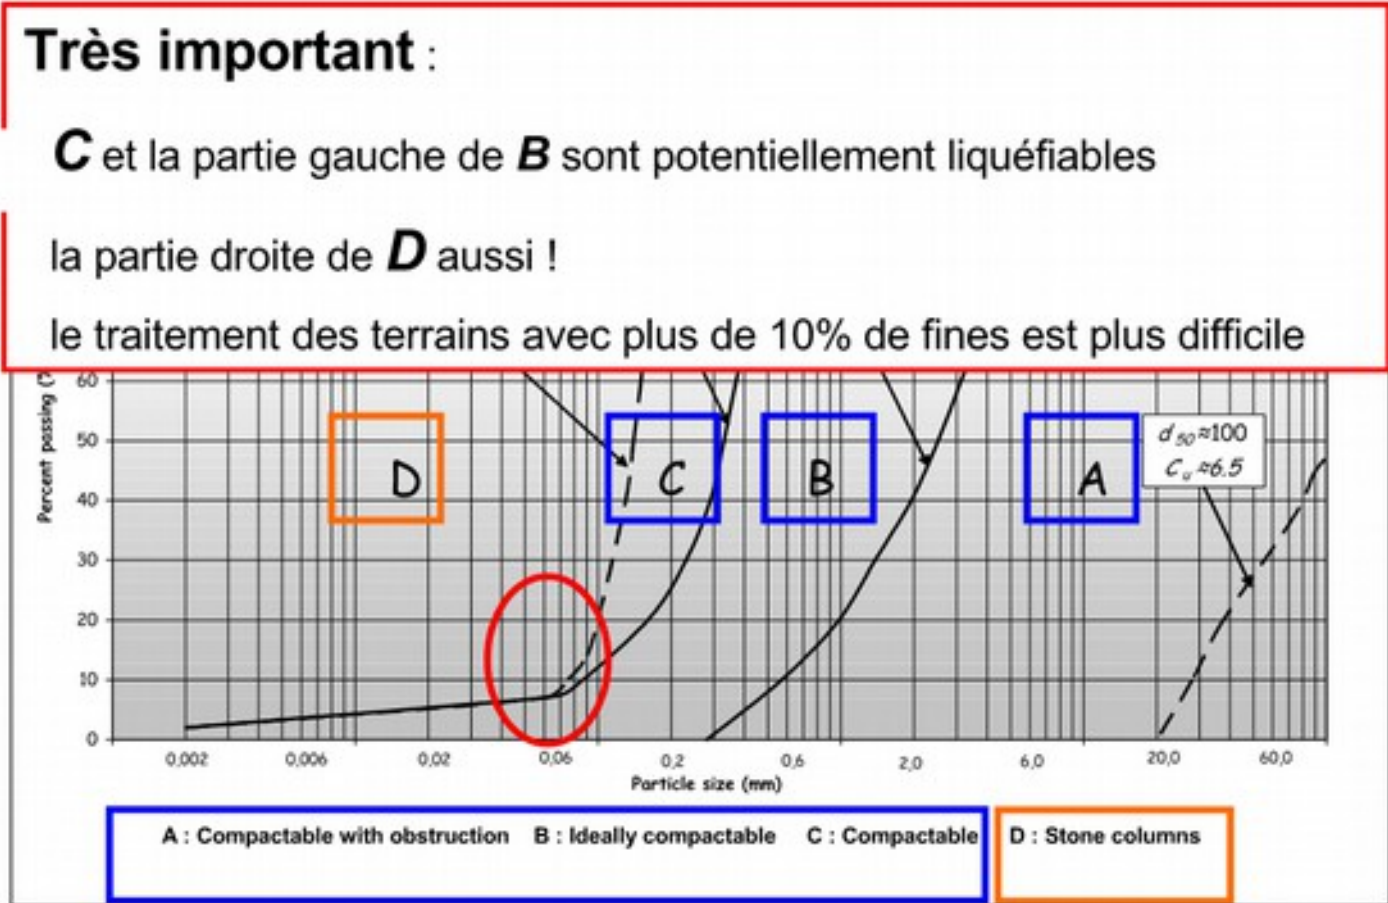 Très important :
C et la partie gauche de B sont potentiellement liquéfiables
la partie droite de D aussi !
le traitement des terrains avec plus de 10% de fines est plus difficile
Percent passing
60
50
40
30
20
10
0
D
C
B
A
d50≈100
Cu≈6.5
0,002 0,006 0,02 0,06 0,2 0,6 2,0 6,0 20,0 60,0
Particle size (mm)
A : Compactable with obstruction B : Ideally compactable C : Compactable D : Stone columns